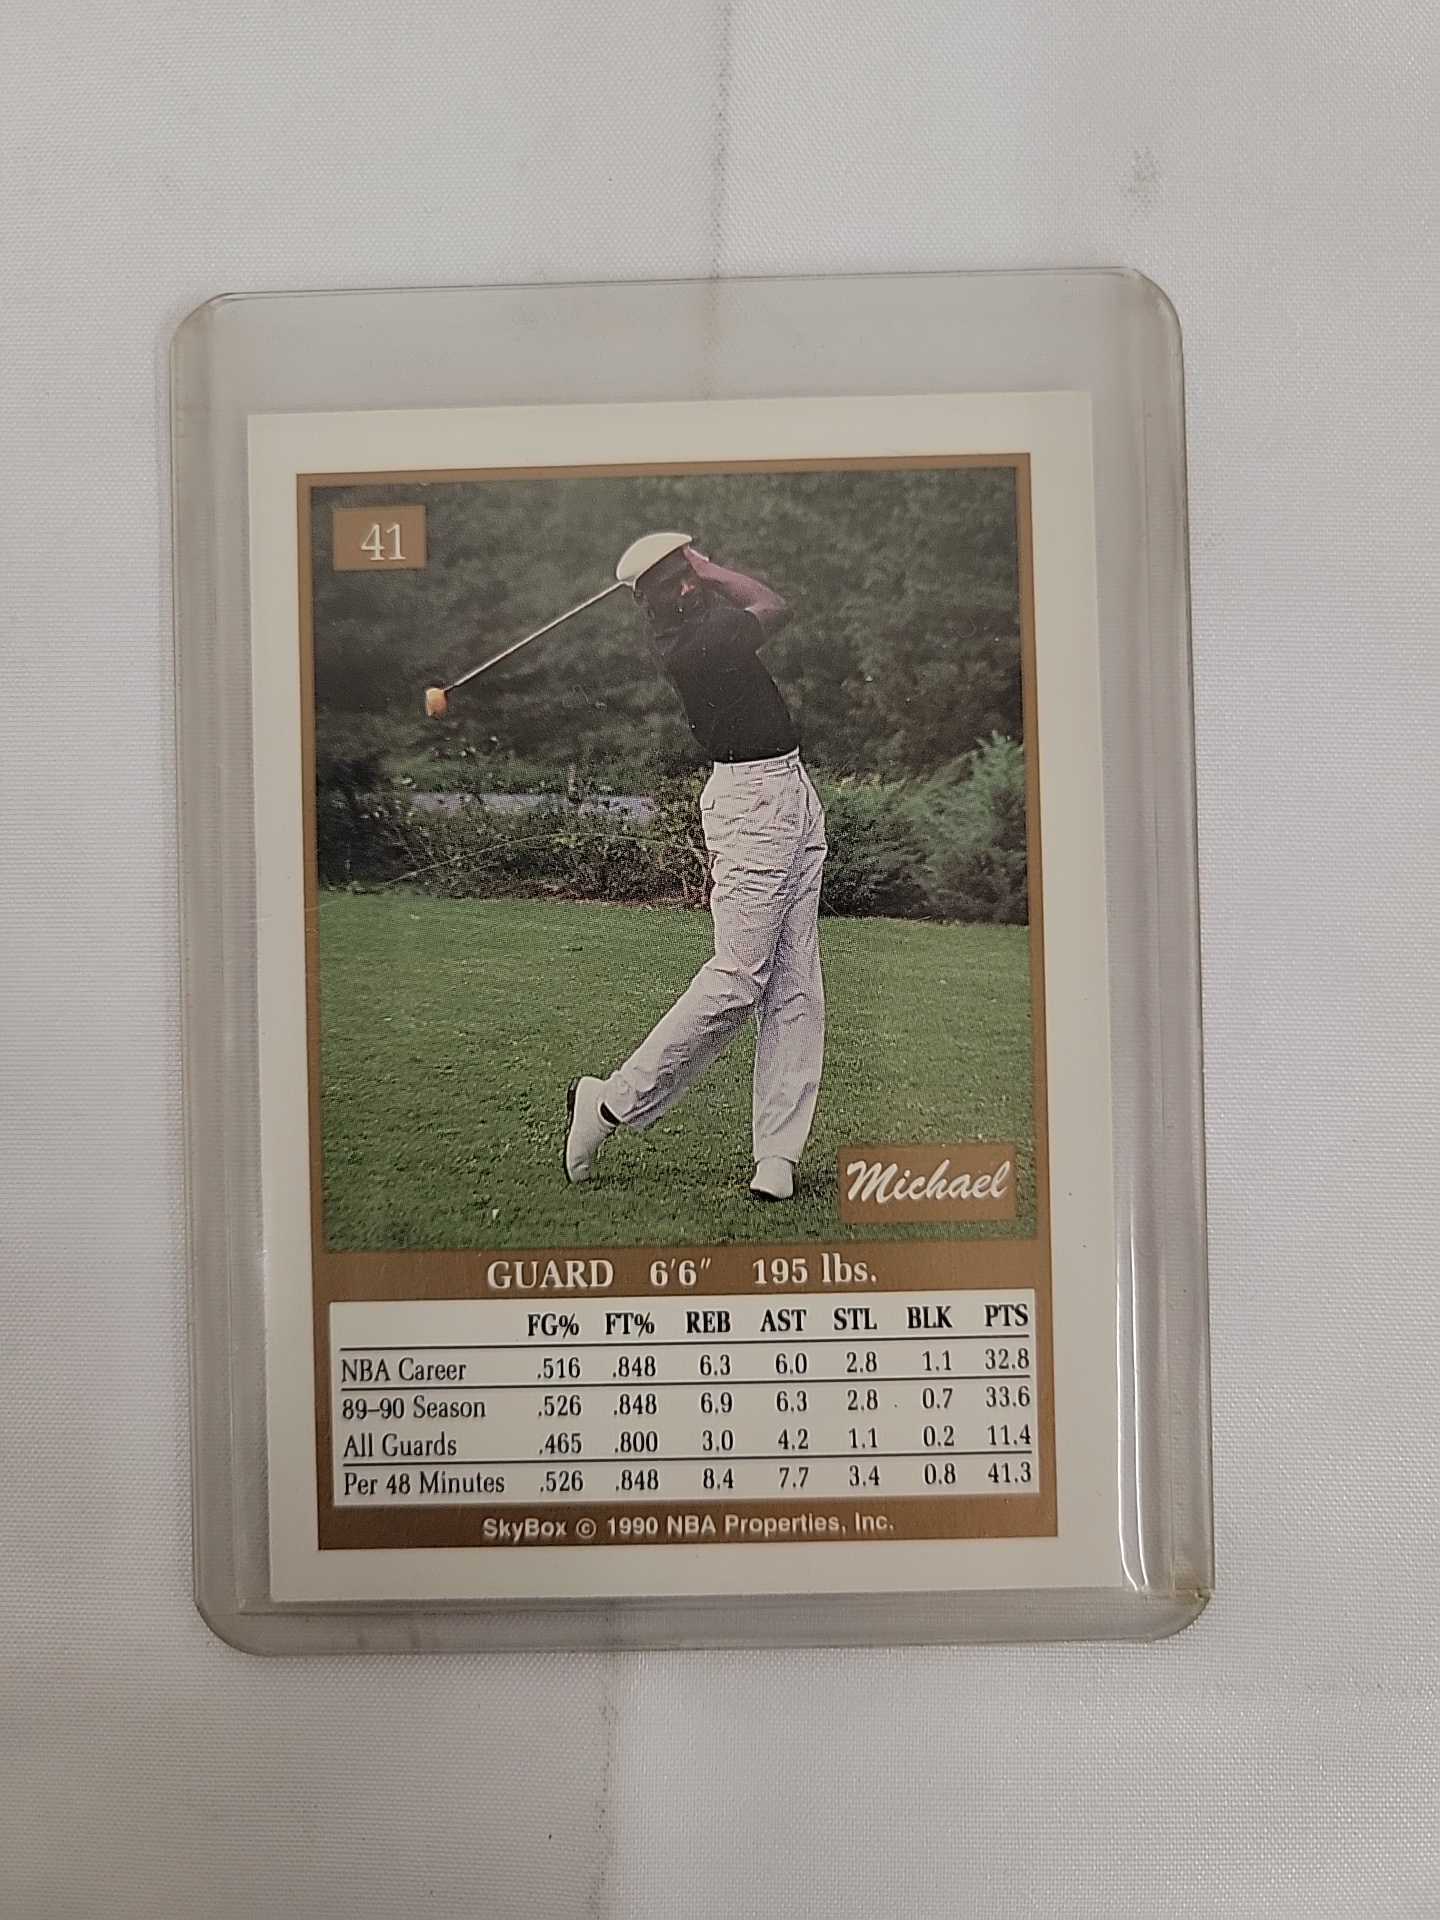 41
Michael
GUARD 6'6" 195 lbs.
FG% FT% REB AST STL BLK PTS
NBA Career .516 .848 6.3 6.0 2.8 1.1 32.8
89–90 Season .526 .848 6.9 6.3 2.8 0.7 33.6
All Guards .465 .800 3.0 4.2 1.1 0.2 11.4
Per 48 Minutes .526 .848 8.4 7.7 3.4 0.8 41.3
SkyBox © 1990 NBA Properties, Inc.